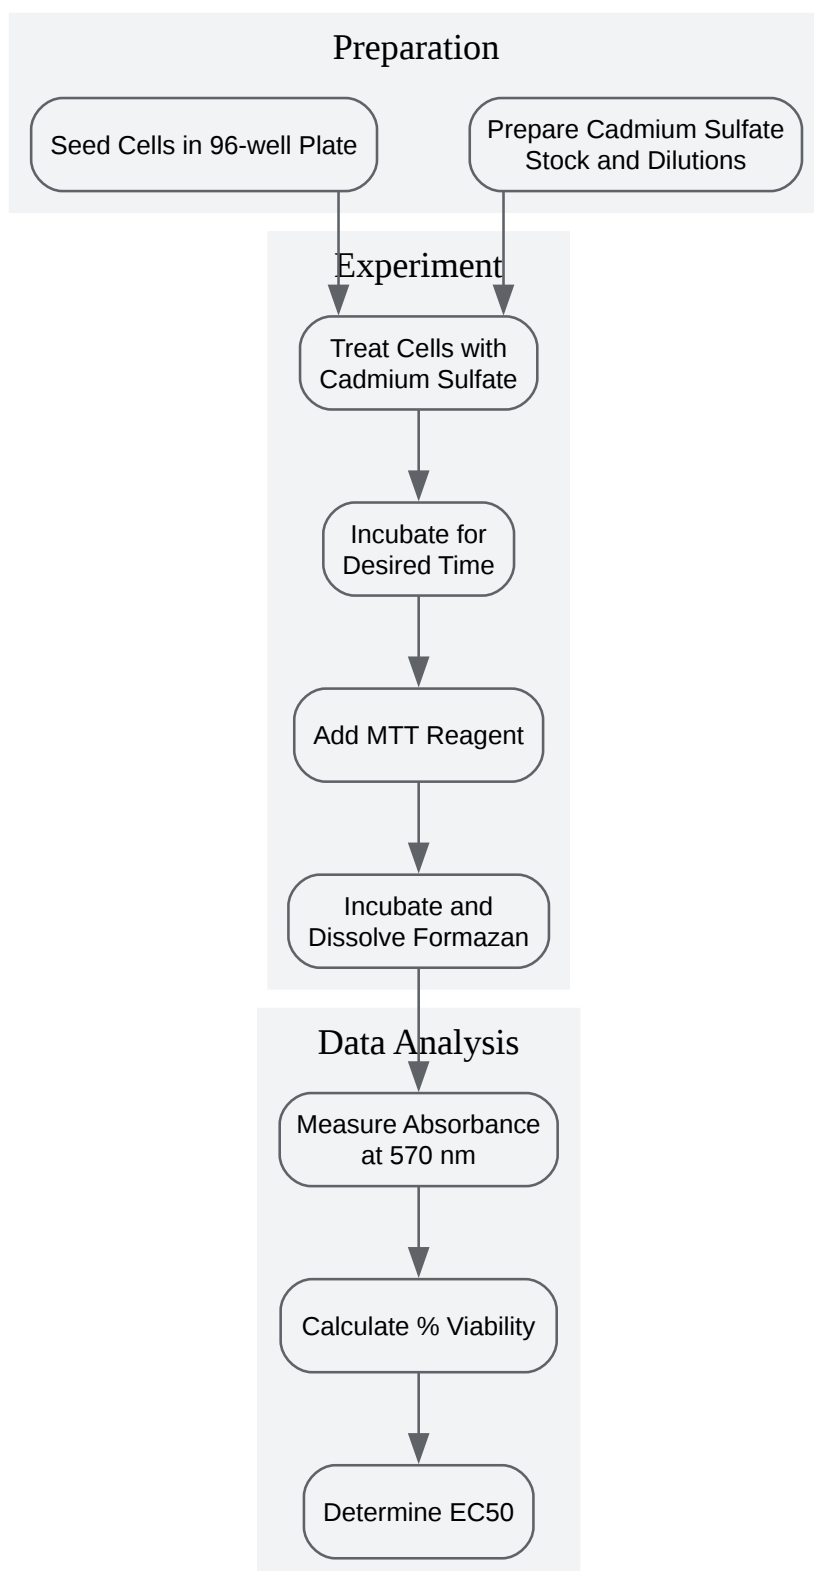 Preparation
Seed Cells in 96-well Plate
Prepare Cadmium Sulfate
Stock and Dilutions
Experiment
Treat Cells with
Cadmium Sulfate
Incubate for
Desired Time
Add MTT Reagent
Incubate and
Dissolve Formazan
Data Analysis
Measure Absorbance
at 570 nm
Calculate % Viability
Determine EC50